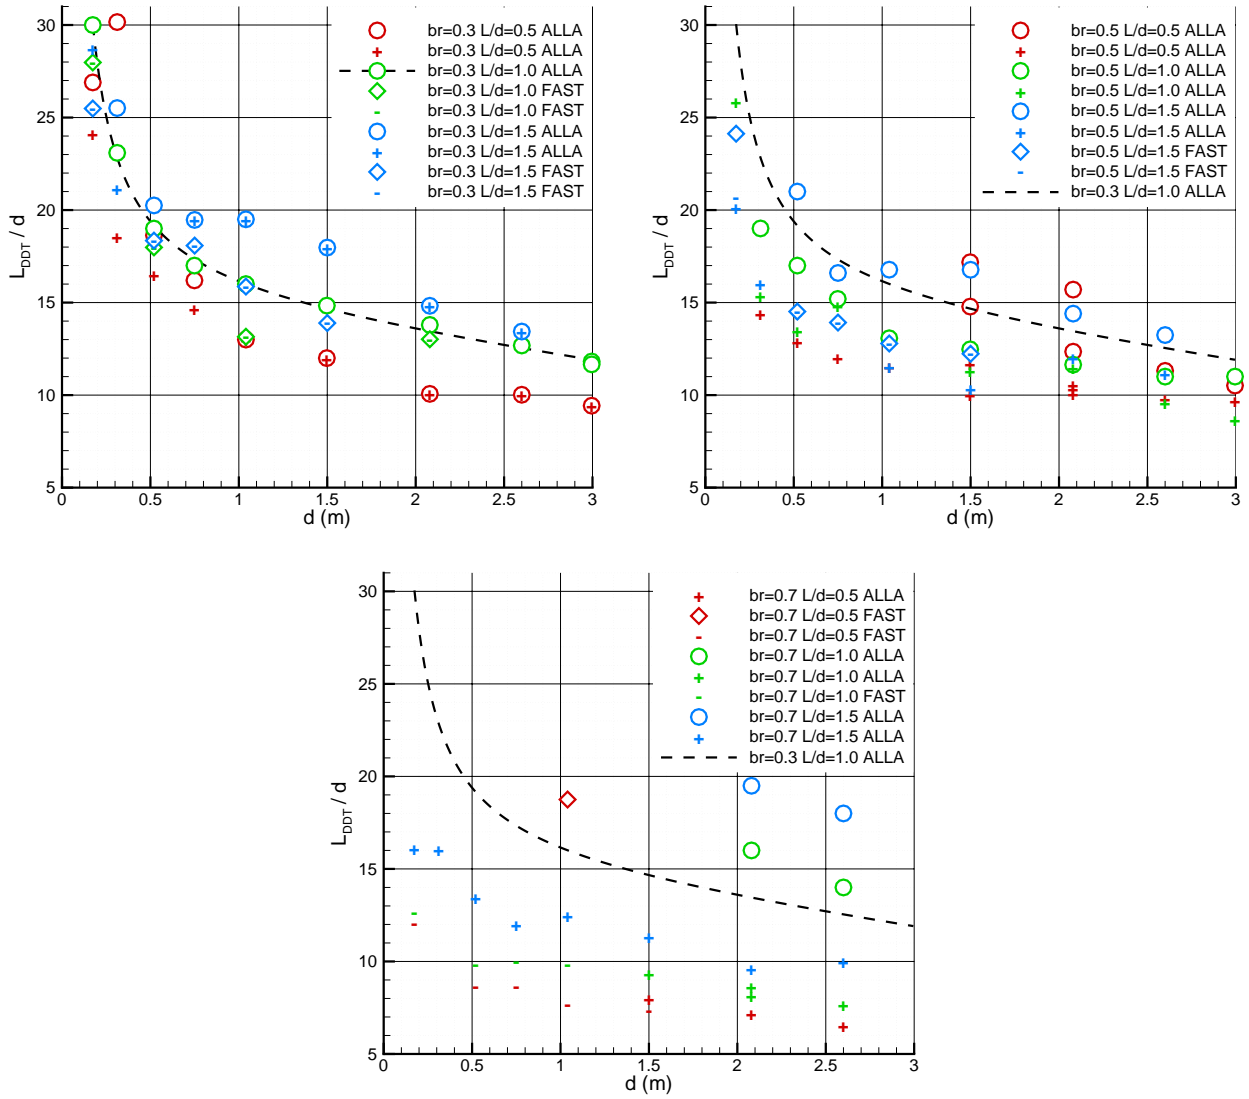 30
25
20
15
10
5
0
0.5
1
1.5
2
2.5
3
L_DDT / d
d (m)
br=0.3 L/d=0.5 ALLA
br=0.3 L/d=0.5 ALLA
br=0.3 L/d=1.0 ALLA
br=0.3 L/d=1.0 FAST
br=0.3 L/d=1.0 FAST
br=0.3 L/d=1.5 ALLA
br=0.3 L/d=1.5 ALLA
br=0.3 L/d=1.5 FAST
br=0.3 L/d=1.5 FAST
30
25
20
15
10
5
0
0.5
1
1.5
2
2.5
3
L_DDT / d
d (m)
br=0.5 L/d=0.5 ALLA
br=0.5 L/d=0.5 ALLA
br=0.5 L/d=1.0 ALLA
br=0.5 L/d=1.0 ALLA
br=0.5 L/d=1.5 ALLA
br=0.5 L/d=1.5 ALLA
br=0.5 L/d=1.5 FAST
br=0.5 L/d=1.5 FAST
br=0.3 L/d=1.0 ALLA
30
25
20
15
10
5
0
0.5
1
1.5
2
2.5
3
L_DDT / d
d (m)
br=0.7 L/d=0.5 ALLA
br=0.7 L/d=0.5 FAST
br=0.7 L/d=0.5 FAST
br=0.7 L/d=1.0 ALLA
br=0.7 L/d=1.0 ALLA
br=0.7 L/d=1.0 FAST
br=0.7 L/d=1.5 ALLA
br=0.7 L/d=1.5 ALLA
br=0.3 L/d=1.0 ALLA